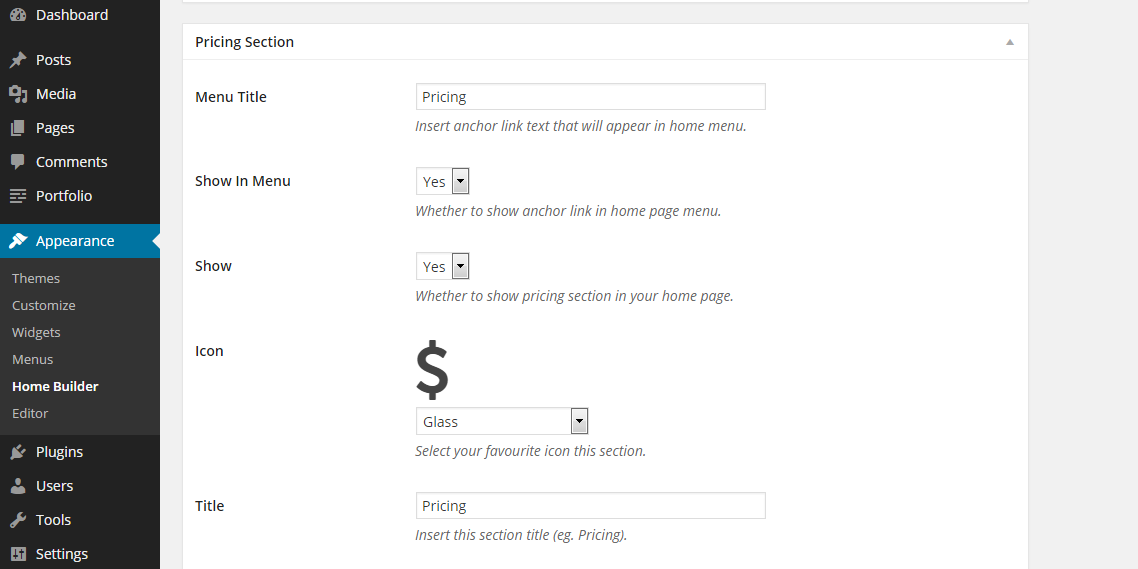 Dashboard
Posts
Media
Pages
Comments
Portfolio
Appearance
Themes
Customize
Widgets
Menus
Home Builder
Editor
Plugins
Users
Tools
Settings
Pricing Section
Menu Title
Pricing
Insert anchor link text that will appear in home menu.
Show In Menu
Yes
Whether to show anchor link in home page menu.
Show
Yes
Whether to show pricing section in your home page.
Icon
$
Glass
Select your favourite icon this section.
Title
Pricing
Insert this section title (eg. Pricing).